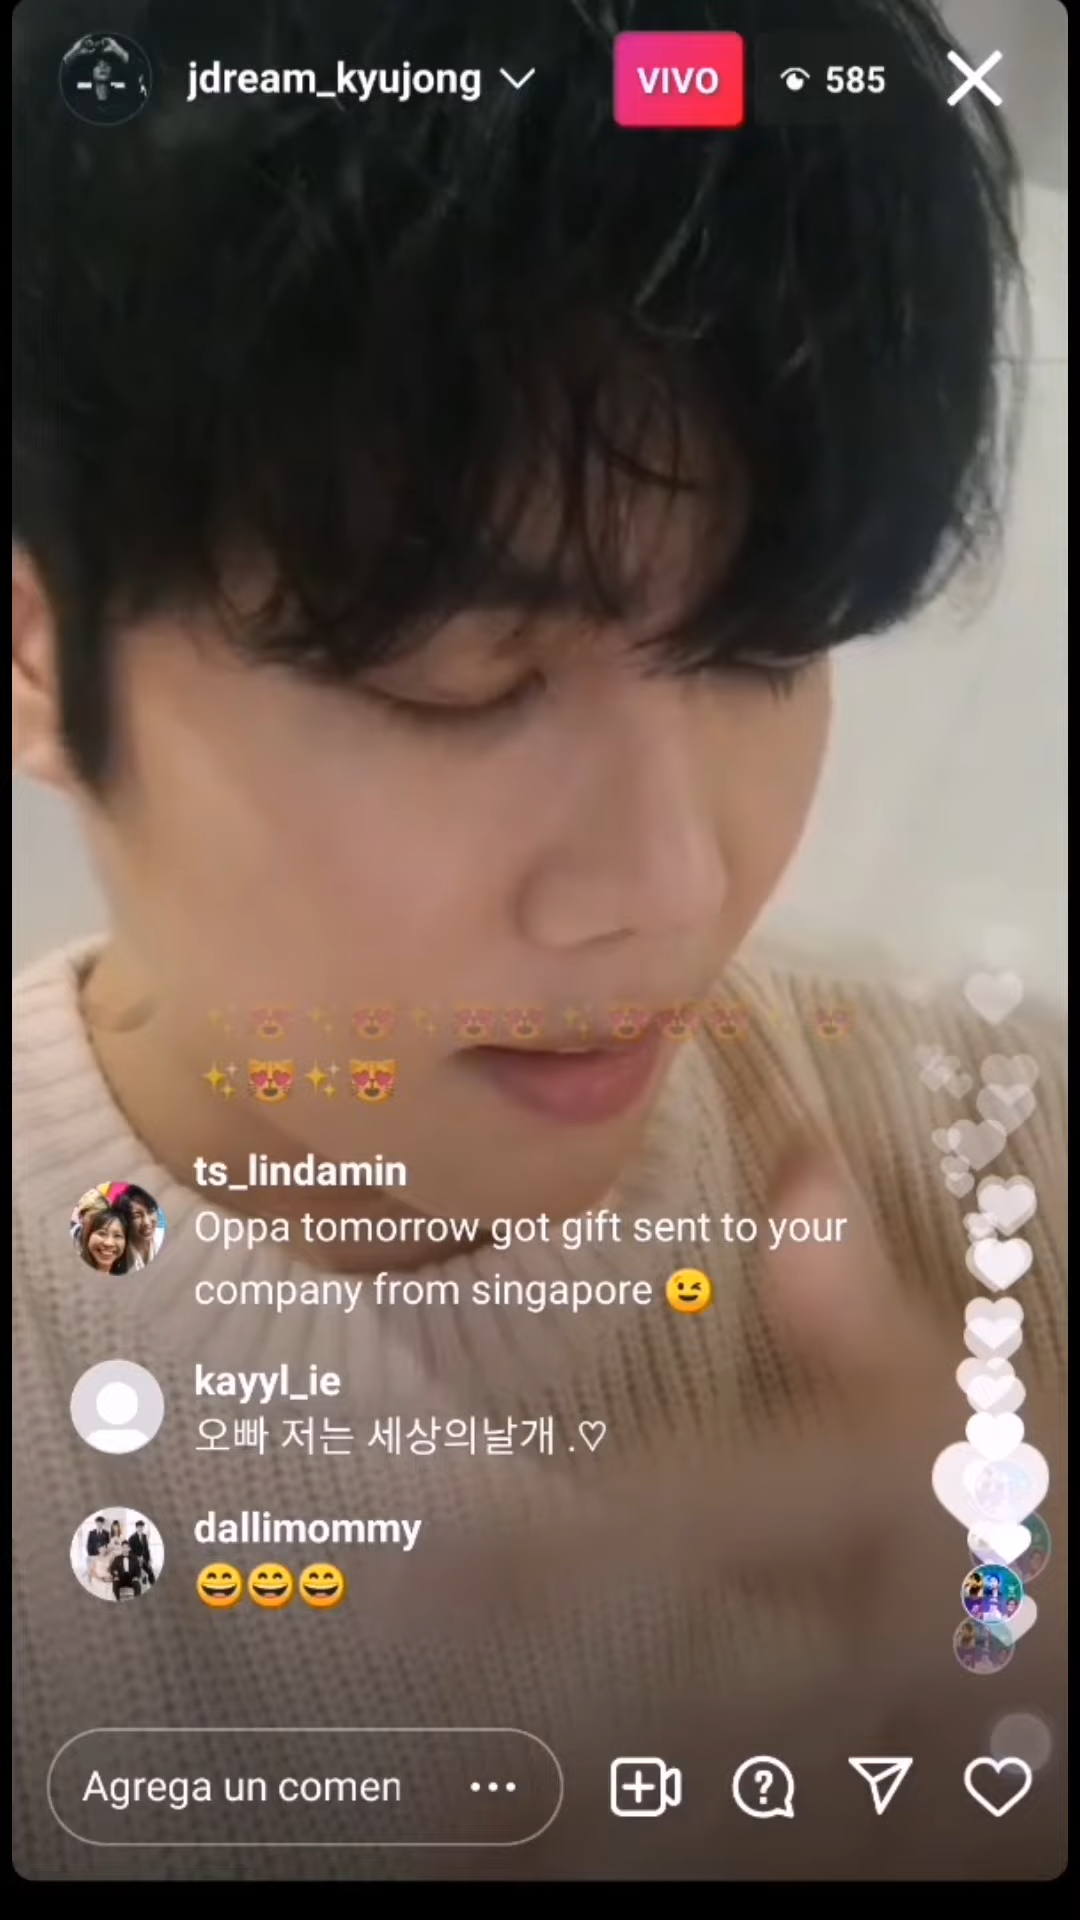 jdream_kyujong
VIVO
585
ts_lindamin
Oppa tomorrow got gift sent to your
company from singapore 😉
kayyl_ie
오빠 저는 세상의날개 .♡
dallimommy
😄😄😄
Agrega un comen